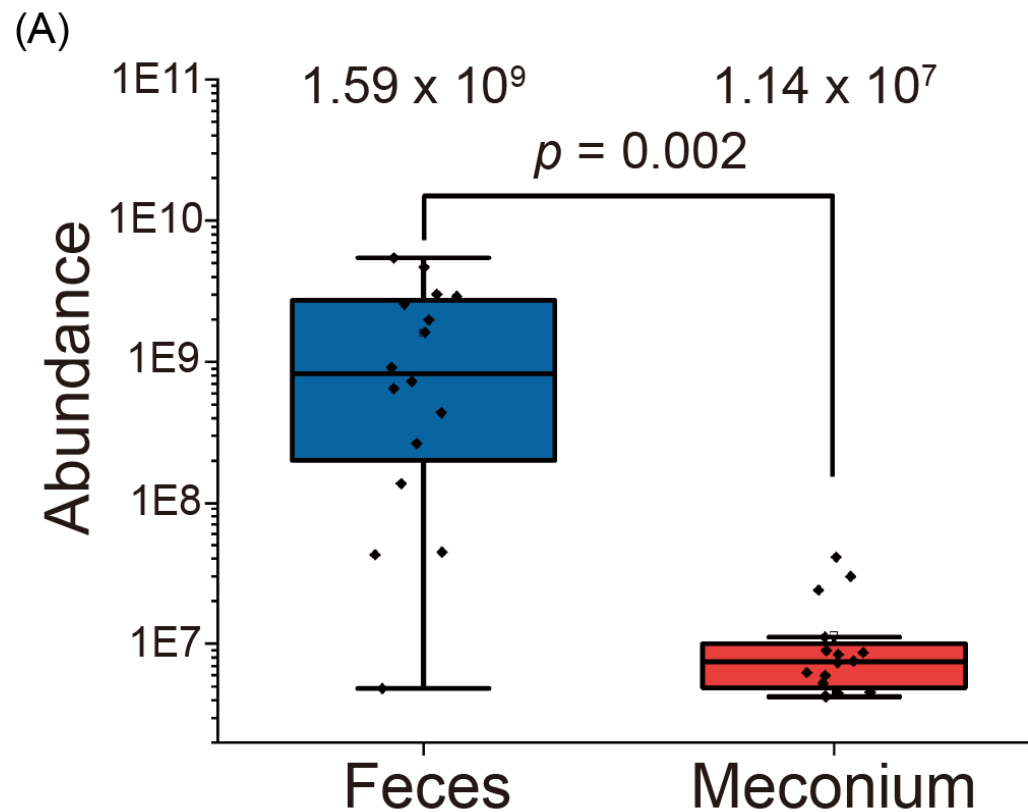 (A)
1.59 x 10⁹
1.14 x 10⁷
p = 0.002
Abundance
1E11
1E10
1E9
1E8
1E7
Feces
Meconium